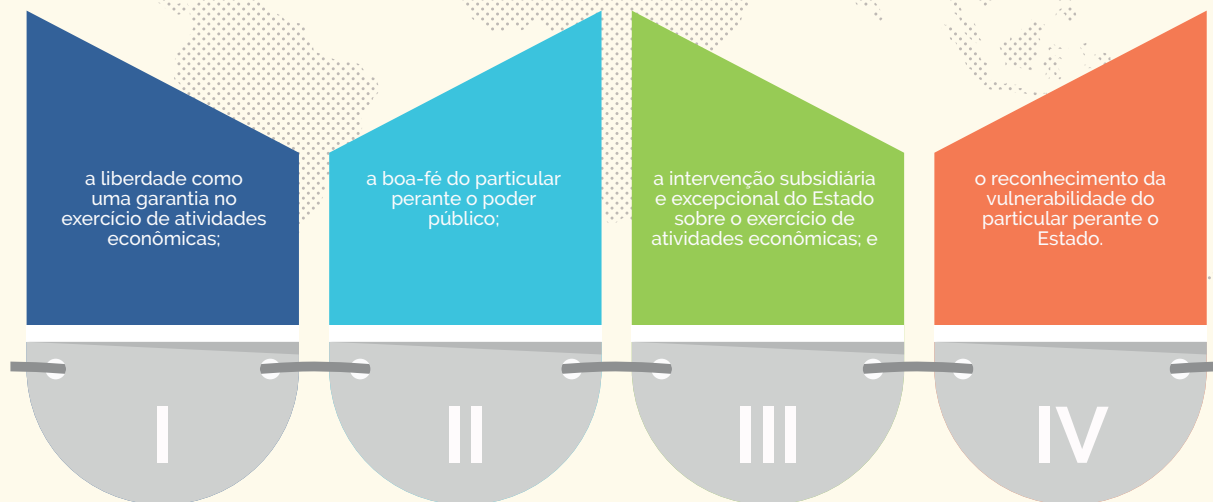 a liberdade como
uma garantia no
exercício de atividades
econômicas;
I
a boa-fé do particular
perante o poder
público;
II
a intervenção subsidiária
e excepcional do Estado
sobre o exercício de
atividades econômicas; e
III
o reconhecimento da
vulnerabilidade do
particular perante o
Estado.
IV